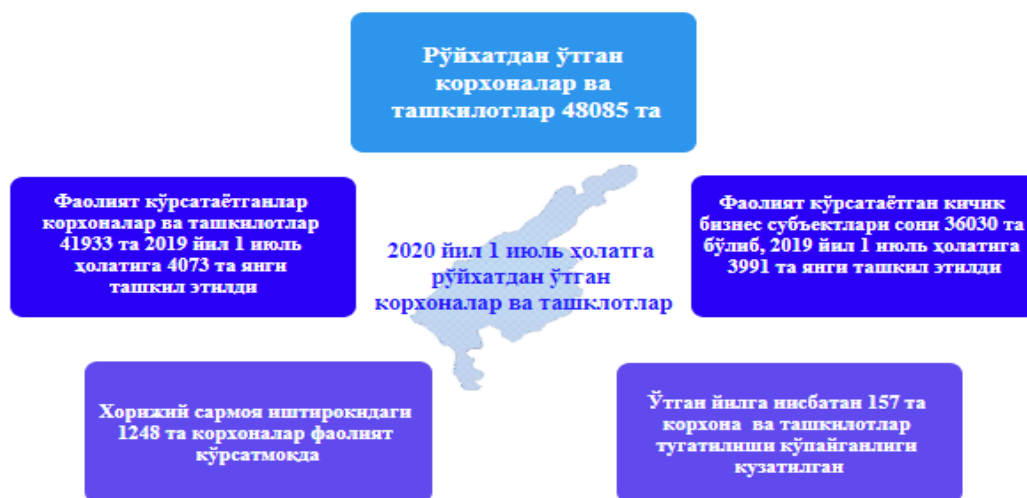 Рўйхатдан ўтган
корхоналар ва
ташкилотлар 48085 та
Фаолият кўрсатаётганлар
корхоналар ва ташкилотлар
41933 та 2019 йил 1 июль
ҳолатига 4073 та янги
ташкил этилди
Фаолият кўрсатаётган кичик
бизнес субъектлари сони 36030 та
бўлиб, 2019 йил 1 июль ҳолатига
3991 та янги ташкил этилди
2020 йил 1 июль ҳолатга
рўйхатдан ўтган
корхоналар ва ташклотлар
Хорижий сармоя иштирокидаги
1248 та корхоналар фаолият
кўрсатмоқда
Ўтган йилга нисбатан 157 та
корхона ва ташкилотлар
тугатилиши кўпайганлиги
кузатилган